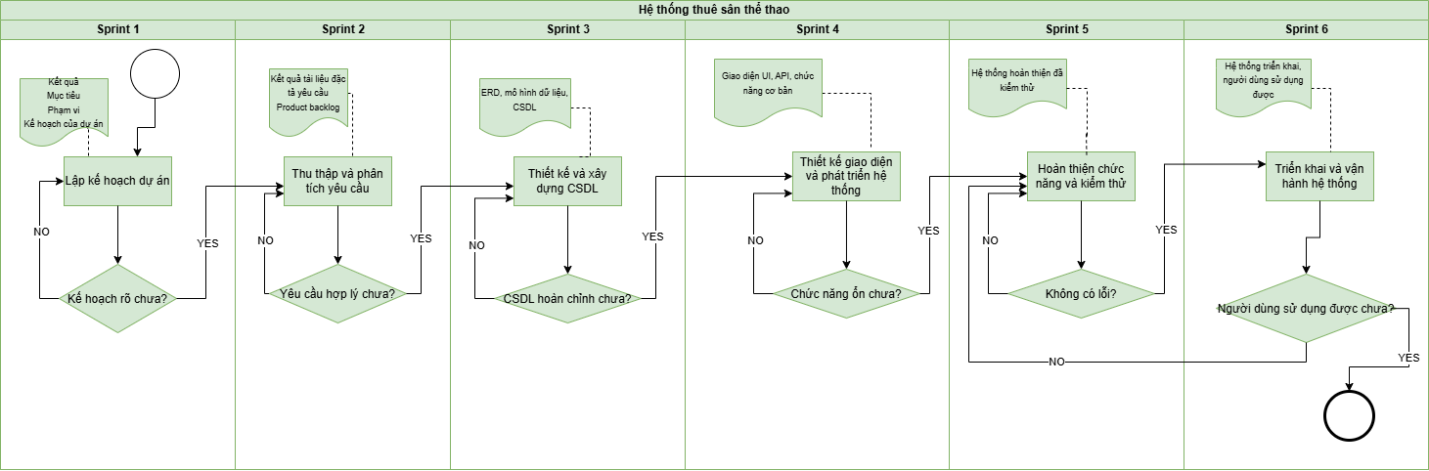 Hệ thống thuê sân thể thao
Sprint 1
Sprint 2
Sprint 3
Sprint 4
Sprint 5
Sprint 6
Kết quả
Mục tiêu
Phạm vi
Kế hoạch của dự án
Lập kế hoạch dự án
NO
YES
Kế hoạch rõ chưa?
Kết quả tài liệu đặc
tả yêu cầu
Product backlog
Thu thập và phân
tích yêu cầu
NO
YES
Yêu cầu hợp lý chưa?
ERD, mô hình dữ liệu,
CSDL
Thiết kế và xây
dựng CSDL
NO
YES
CSDL hoàn chỉnh chưa?
Giao diện UI, API, chức
năng cơ bản
Thiết kế giao diện
và phát triển hệ
thống
NO
YES
Chức năng ổn chưa?
Hệ thống hoàn thiện đã
kiểm thử
Hoàn thiện chức
năng và kiểm thử
NO
YES
Không có lỗi?
Hệ thống triển khai,
người dùng sử dụng
được
Triển khai và vận
hành hệ thống
Người dùng sử dụng được chưa?
NO
YES